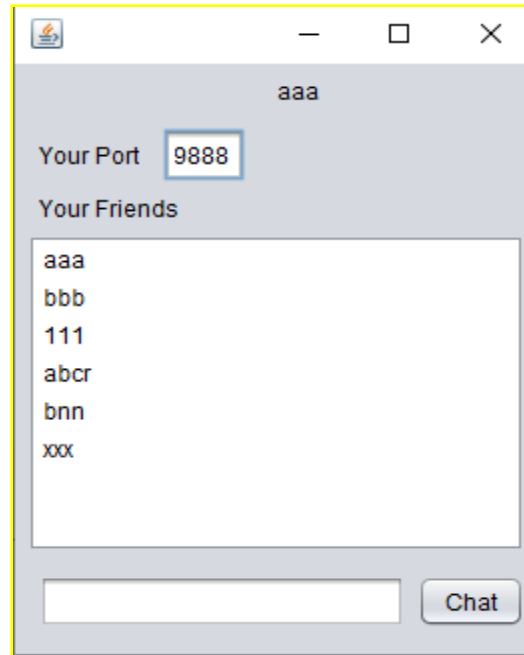 aaa
Your Port 9888
Your Friends
aaa
bbb
111
abcr
bnn
xxx
Chat